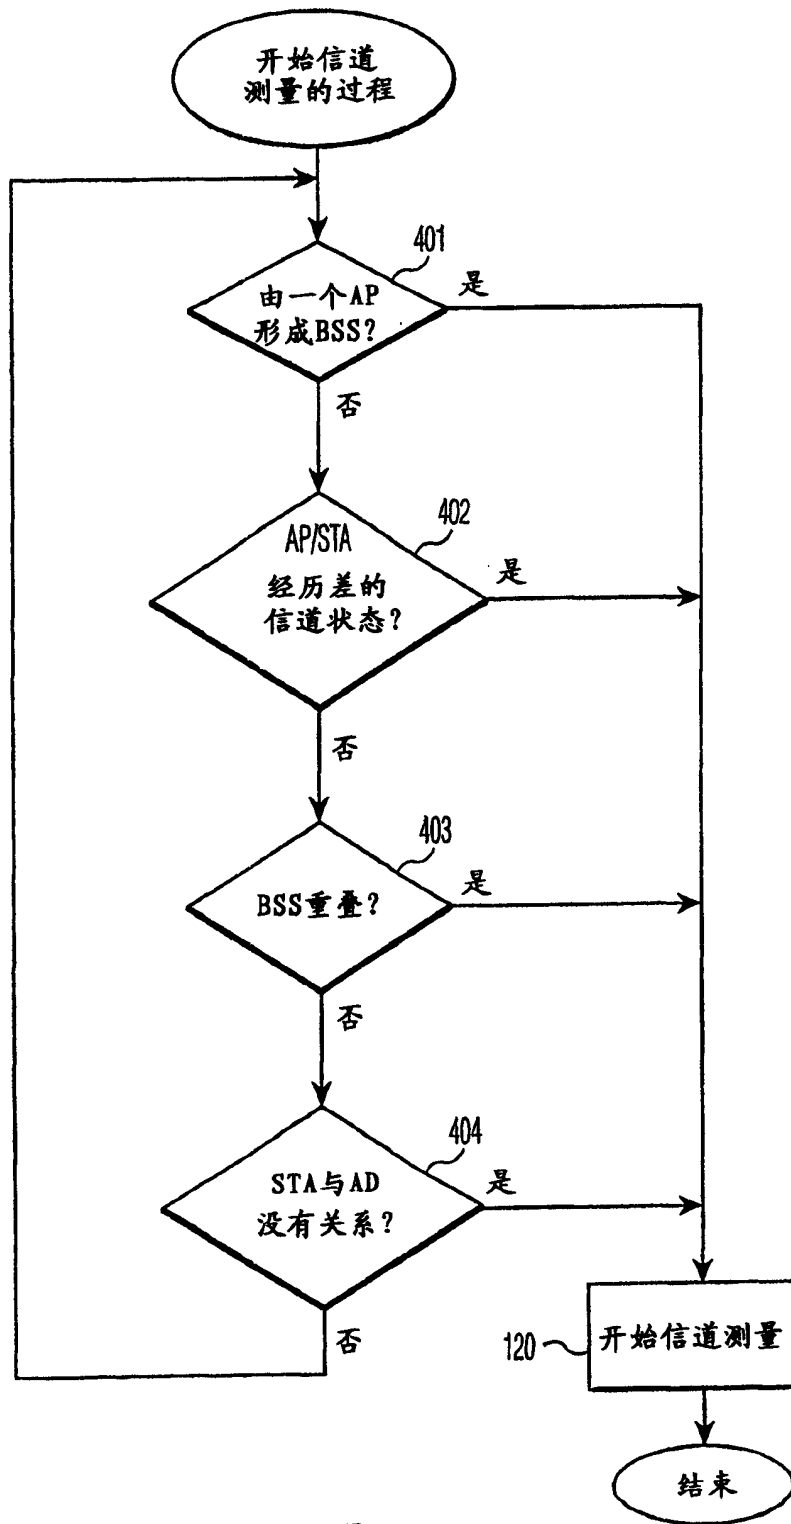 开始信道
测量的过程
401
由一个AP
形成BSS?
是
否
402
AP/STA
经历差的
信道状态?
是
否
403
BSS重叠?
是
否
404
STA与AD
没有关系?
是
否
120
开始信道测量
结束